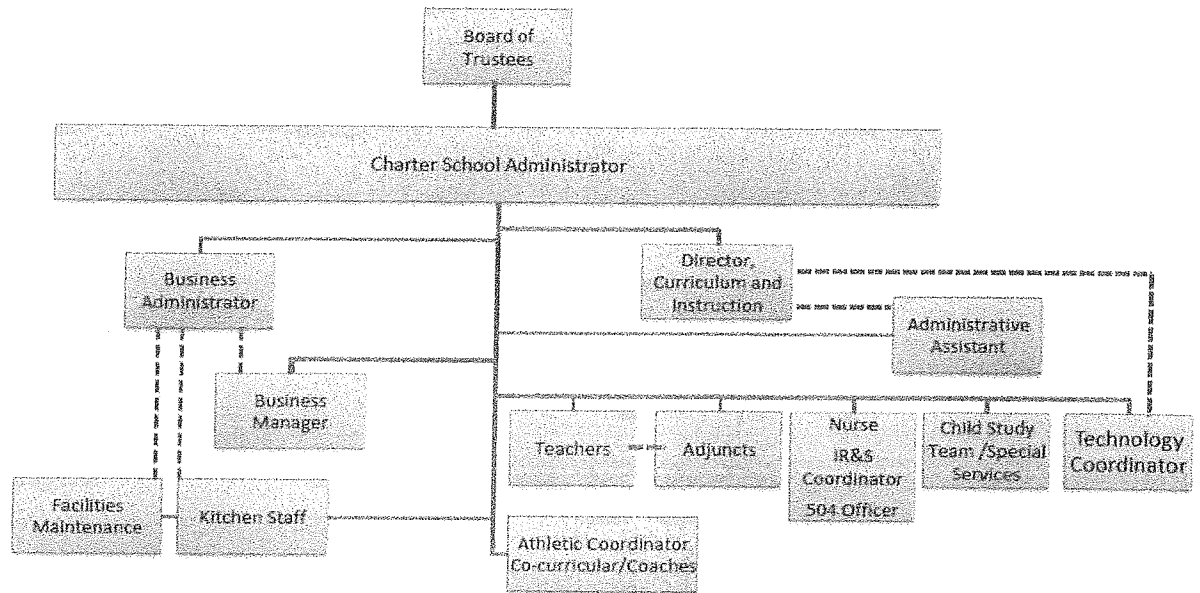 Board of
Trustees
Charter School Administrator
Business
Administrator
Director,
Curriculum and
Instruction
Administrative
Assistant
Business
Manager
Teachers
Adjuncts
Nurse
IR&S
Coordinator
504 Officer
Child Study
Team /Special
Services
Technology
Coordinator
Facilities
Maintenance
Kitchen Staff
Athletic Coordinator
Co-curricular/Coaches